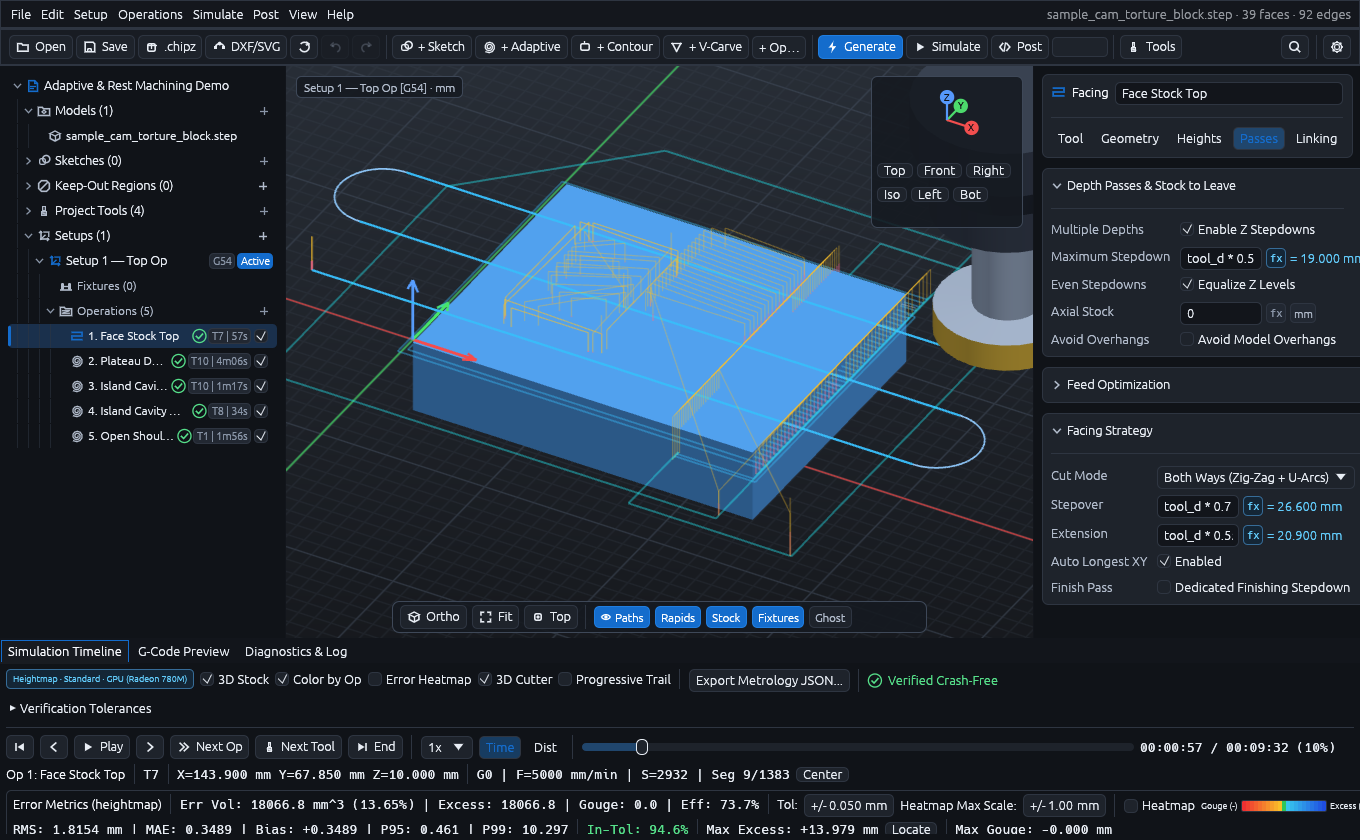 File Edit Setup Operations Simulate Post View Help
sample_cam_torture_block.step · 39 faces · 92 edges
Open Save .chipz DXF/SVG + Sketch + Adaptive + Contour + V-Carve + Op... Generate Simulate Post Tools
Adaptive & Rest Machining Demo
Models (1) +
sample_cam_torture_block.step
Sketches (0) +
Keep-Out Regions (0) +
Project Tools (4) +
Setups (1) +
Setup 1 — Top Op G54 Active
Fixtures (0)
Operations (5) +
1. Face Stock Top T7 | 57s
2. Plateau D... T10 | 4m06s
3. Island Cavi... T10 | 1m17s
4. Island Cavity ... T8 | 34s
5. Open Shoul... T1 | 1m56s
Setup 1 — Top Op [G54] · mm
Z
Y
X
Top Front Right
Iso Left Bot
Ortho Fit Top Paths Rapids Stock Fixtures Ghost
Facing Face Stock Top
Tool Geometry Heights Passes Linking
Depth Passes & Stock to Leave
Multiple Depths Enable Z Stepdowns
Maximum Stepdown tool_d * 0.5 fx = 19.000 mm
Even Stepdowns Equalize Z Levels
Axial Stock 0 fx mm
Avoid Overhangs Avoid Model Overhangs
Feed Optimization
Facing Strategy
Cut Mode Both Ways (Zig-Zag + U-Arcs)
Stepover tool_d * 0.7 fx = 26.600 mm
Extension tool_d * 0.5. fx = 20.900 mm
Auto Longest XY Enabled
Finish Pass Dedicated Finishing Stepdown
Simulation Timeline G-Code Preview Diagnostics & Log
Heightmap · Standard · GPU (Radeon 780M) 3D Stock Color by Op Error Heatmap 3D Cutter Progressive Trail Export Metrology JSON... Verified Crash-Free
Verification Tolerances
Play Next Op Next Tool End 1x Time Dist 00:00:57 / 00:09:32 (10%)
Op 1: Face Stock Top T7 X=143.900 mm Y=67.850 mm Z=10.000 mm G0 | F=5000 mm/min | S=2932 | Seg 9/1383 Center
Error Metrics (heightmap) Err Vol: 18066.8 mm^3 (13.65%) | Excess: 18066.8 | Gouge: 0.0 | Eff: 73.7% Tol: +/-0.050 mm Heatmap Max Scale: +/-1.00 mm Heatmap Gouge (-) Excess
RMS: 1.8154 mm | MAE: 0.3489 | Bias: +0.3489 | P95: 0.461 | P99: 10.297 In-Tol: 94.6% Max Excess: +13.979 mm Locate Max Gouge: -0.000 mm